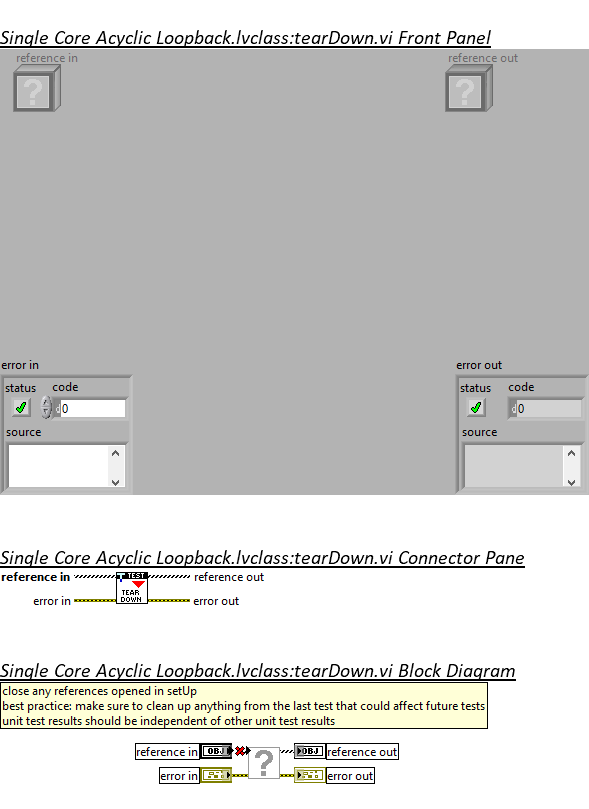 Single Core Acyclic Loopback.lvclass:tearDown.vi Front Panel
reference in
reference out
?
?
error in
error out
status
code
status
code
d0
d0
source
source
Single Core Acyclic Loopback.lvclass:tearDown.vi Connector Pane
reference in
TEST
reference out
TEAR
DOWN
error in
error out
Single Core Acyclic Loopback.lvclass:tearDown.vi Block Diagram
close any references opened in setUp
best practice: make sure to clean up anything from the last test that could affect future tests
unit test results should be independent of other unit test results
reference in
OBJ
?
OBJ
reference out
error in
error out